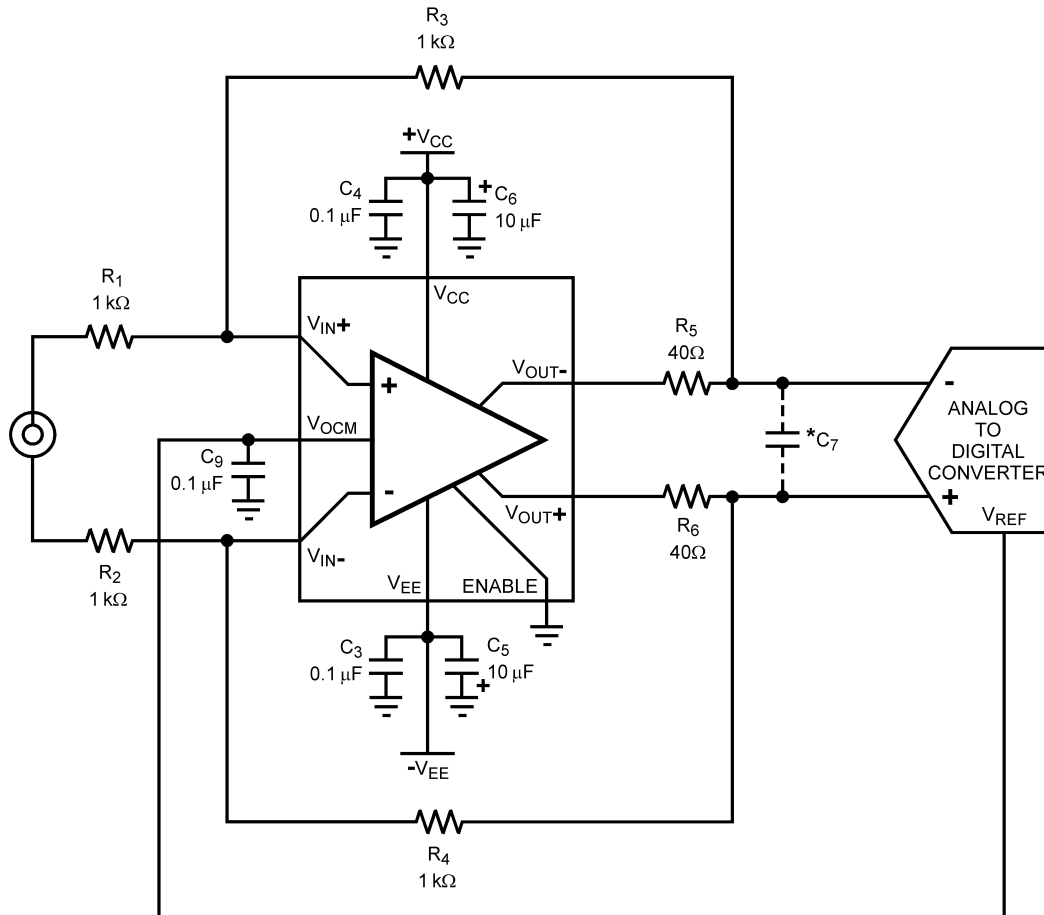 R3
1 kΩ
+VCC
C4
0.1 µF
+
C6
10 µF
R1
1 kΩ
VIN+
VCC
R5
40Ω
VOUT-
+
-
ANALOG
TO
DIGITAL
CONVERTER
+
VREF
VOCM
*C7
C9
0.1 µF
-
VOUT+
R6
40Ω
VIN-
R2
1 kΩ
VEE
ENABLE
C3
0.1 µF
C5
10 µF
+
-VEE
R4
1 kΩ